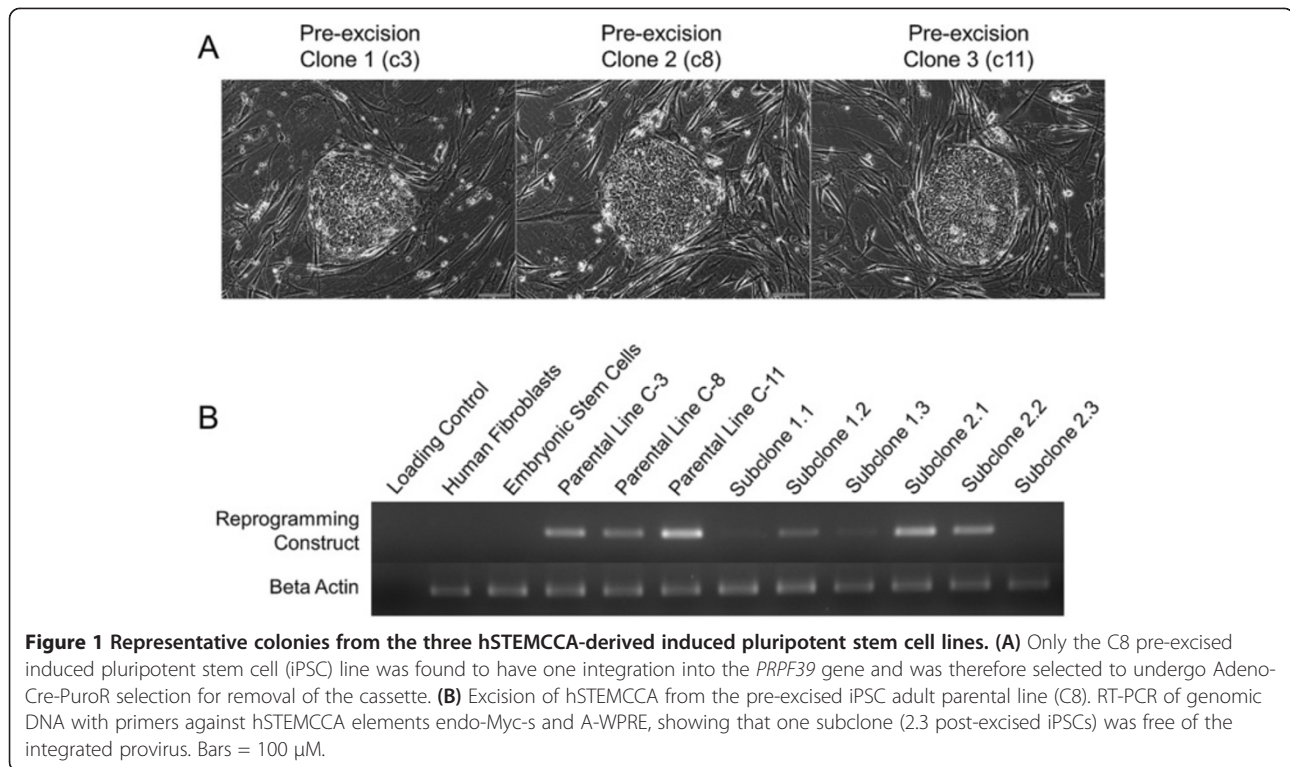 A
Pre-excision
Clone 1 (c3)
Pre-excision
Clone 2 (c8)
Pre-excision
Clone 3 (c11)
B
Loading Control
Human Fibroblasts
Embryonic Stem Cells
Parental Line C-3
Parental Line C-8
Parental Line C-11
Subclone 1.1
Subclone 1.2
Subclone 1.3
Subclone 2.1
Subclone 2.2
Subclone 2.3
Reprogramming
Construct
Beta Actin
Figure 1 Representative colonies from the three hSTEMCCA-derived induced pluripotent stem cell lines. (A) Only the C8 pre-excised
induced pluripotent stem cell (iPSC) line was found to have one integration into the PRPF39 gene and was therefore selected to undergo Adeno-
Cre-PuroR selection for removal of the cassette. (B) Excision of hSTEMCCA from the pre-excised iPSC adult parental line (C8). RT-PCR of genomic
DNA with primers against hSTEMCCA elements endo-Myc-s and A-WPRE, showing that one subclone (2.3 post-excised iPSCs) was free of the
integrated provirus. Bars = 100 μM.